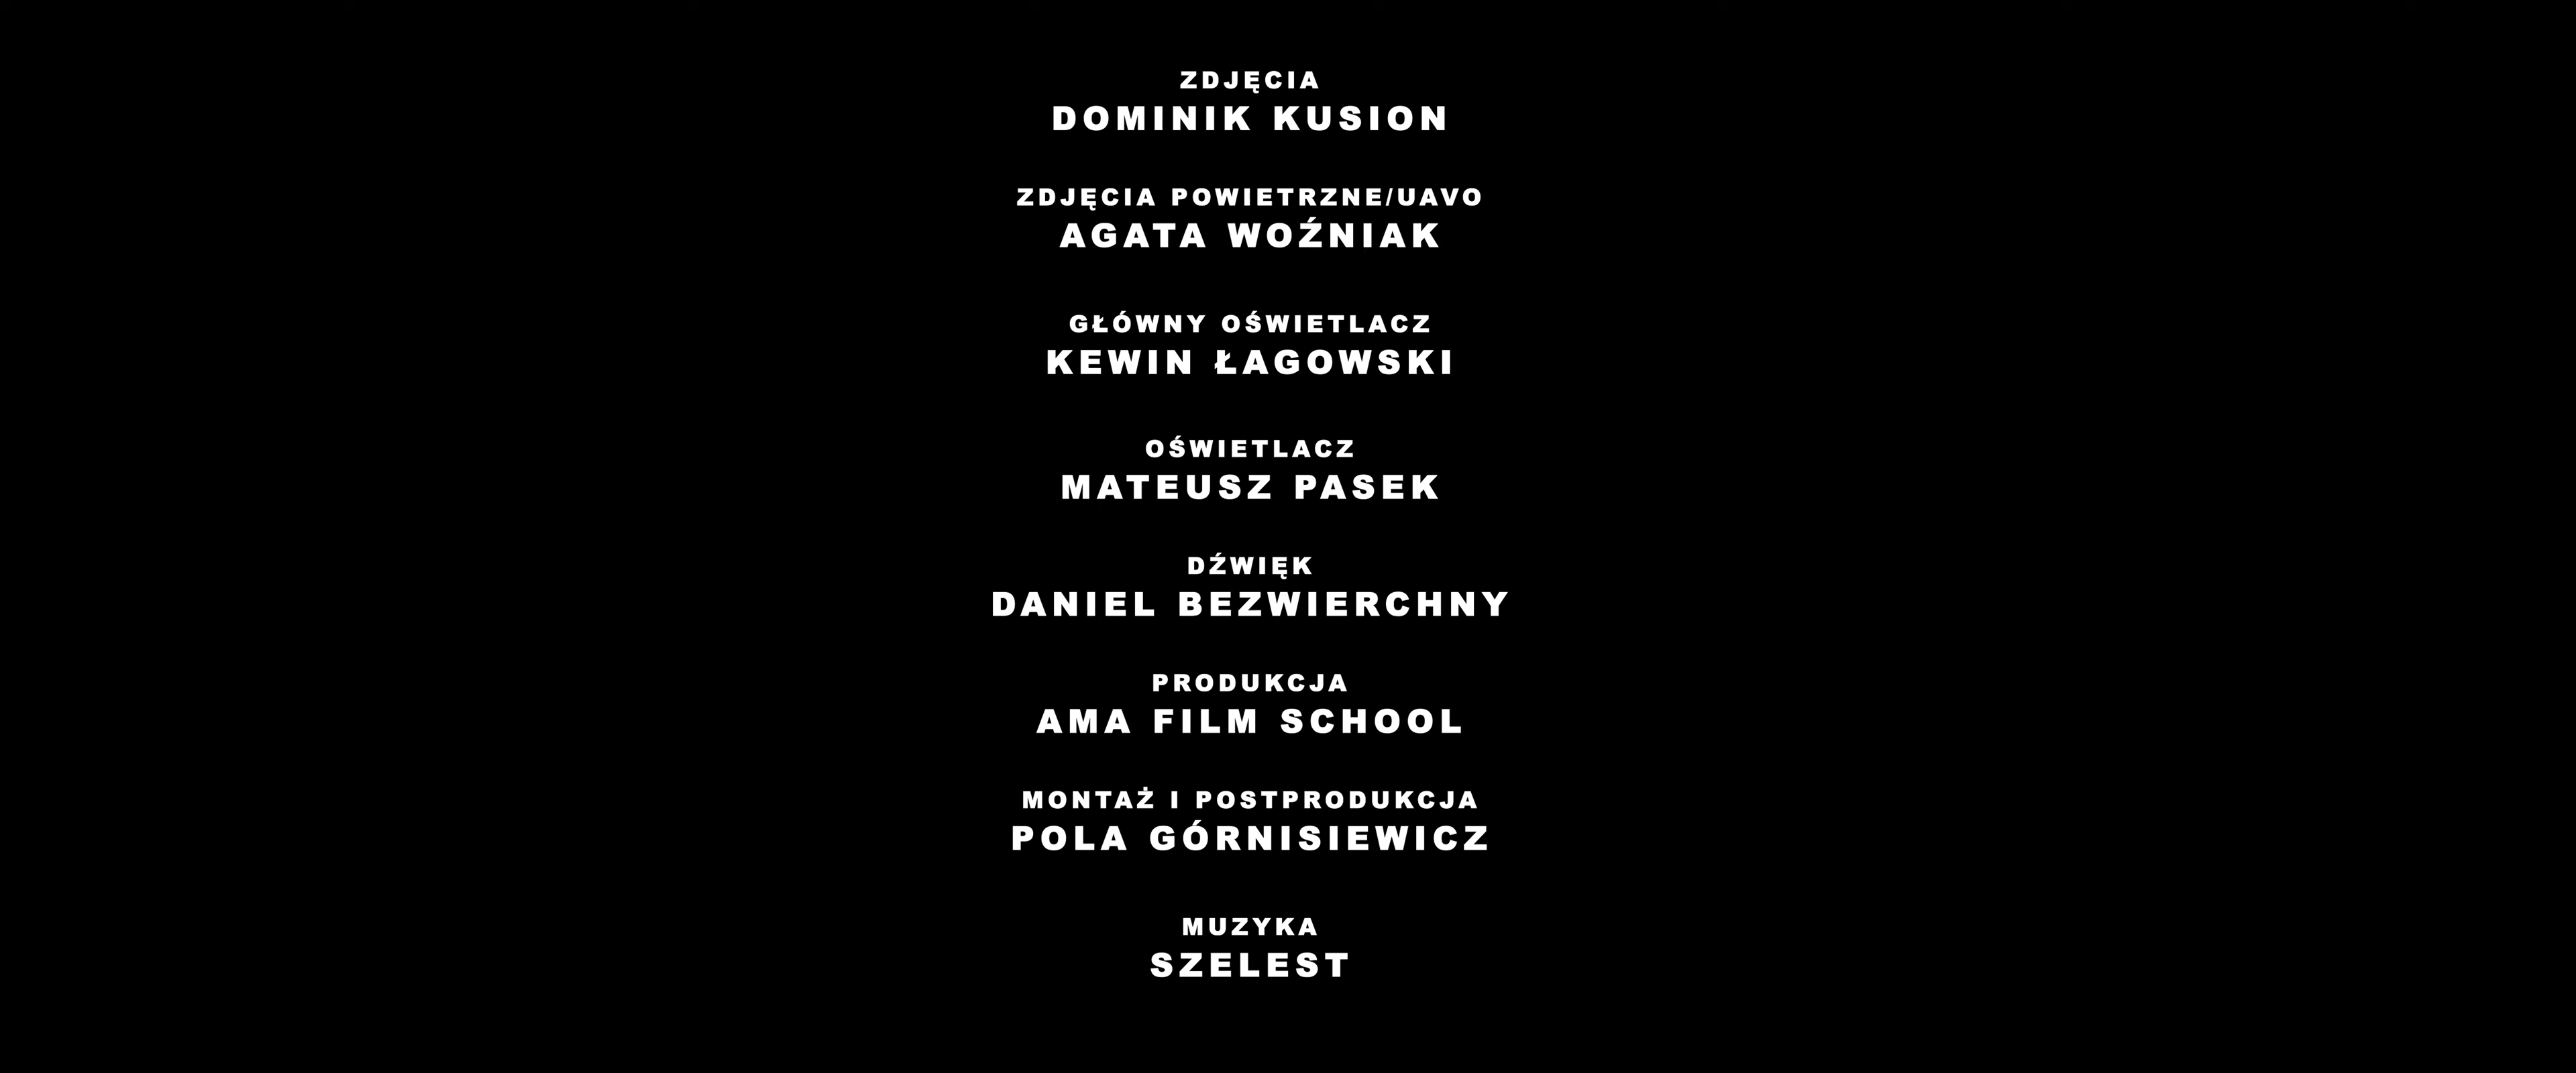 ZDJĘCIA
DOMINIK KUSION
ZDJĘCIA POWIETRZNE/UAVO
AGATA WOŹNIAK
GŁÓWNY OŚWIETLACZ
KEWIN ŁAGOWSKI
OŚWIETLACZ
MATEUSZ PASEK
DŹWIĘK
DANIEL BEZWIERCHNY
PRODUKCJA
AMA FILM SCHOOL
MONTAŻ I POSTPRODUKCJA
POLA GÓRNISIEWICZ
MUZYKA
SZELEST